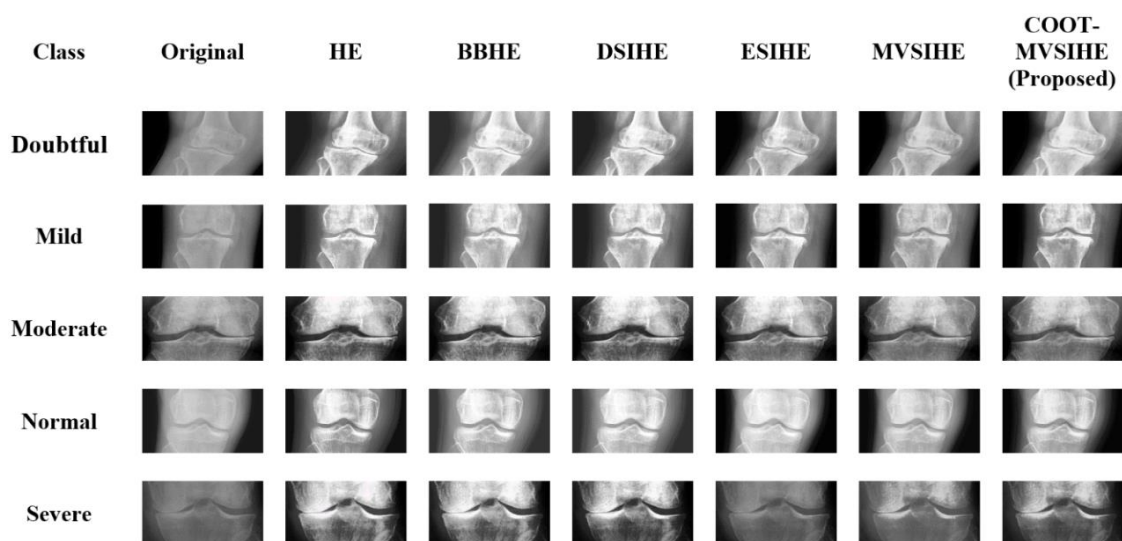 Class Original HE BBHE DSIHE ESIHE MVSIHE COOT-
MVSIHE
(Proposed)
Doubtful
Mild
Moderate
Normal
Severe